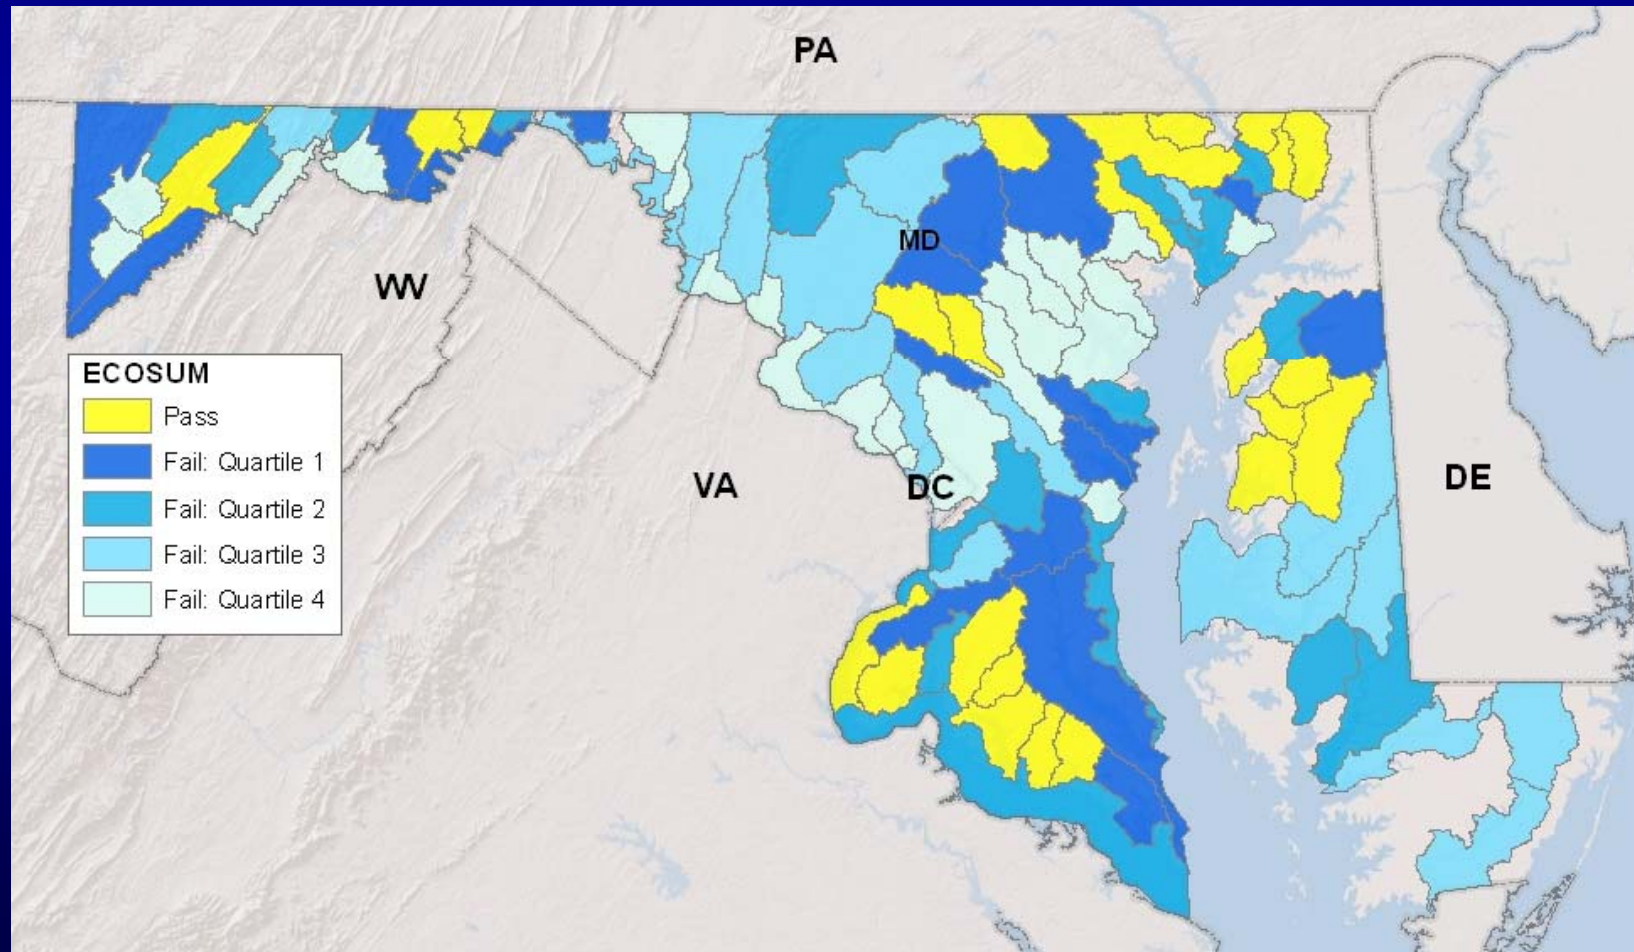 PA
MD
WV
ECOSUM
Pass
Fail: Quartile 1
Fail: Quartile 2
Fail: Quartile 3
Fail: Quartile 4
VA
DC
DE